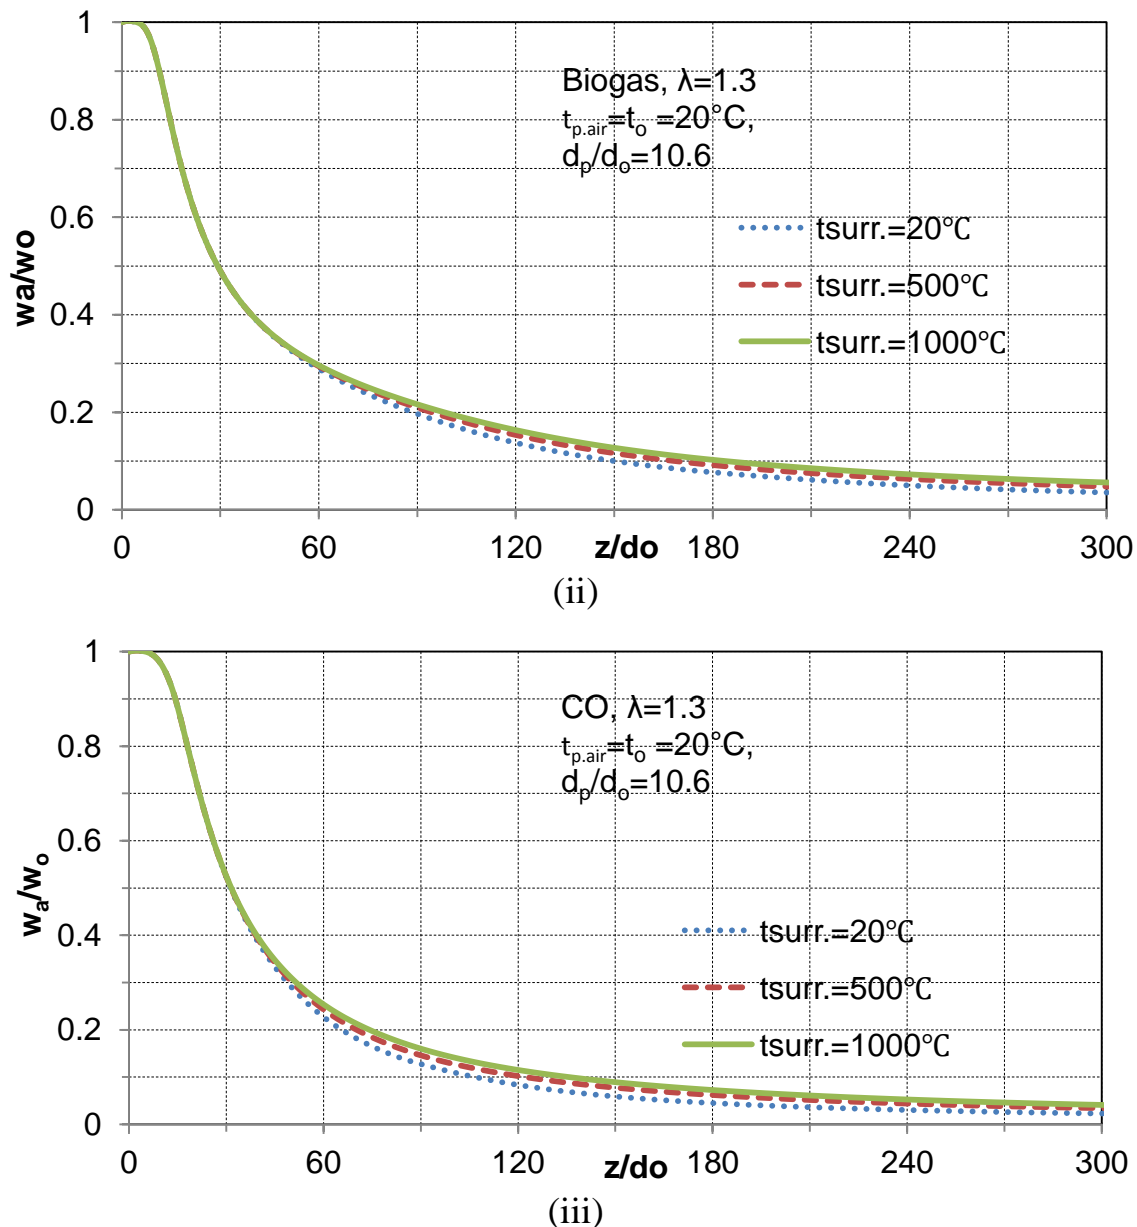 1
0.8
0.6
0.4
0.2
0
wa/wo
Biogas, λ=1.3
tp.air=to =20°C,
dp/do=10.6
tsurr.=20℃
tsurr.=500℃
tsurr.=1000℃
0 60 120 180 240 300
z/do
(ii)
1
0.8
0.6
0.4
0.2
0
wa/wo
CO, λ=1.3
tp.air=to =20°C,
dp/do=10.6
tsurr.=20℃
tsurr.=500℃
tsurr.=1000℃
0 60 120 180 240 300
z/do
(iii)